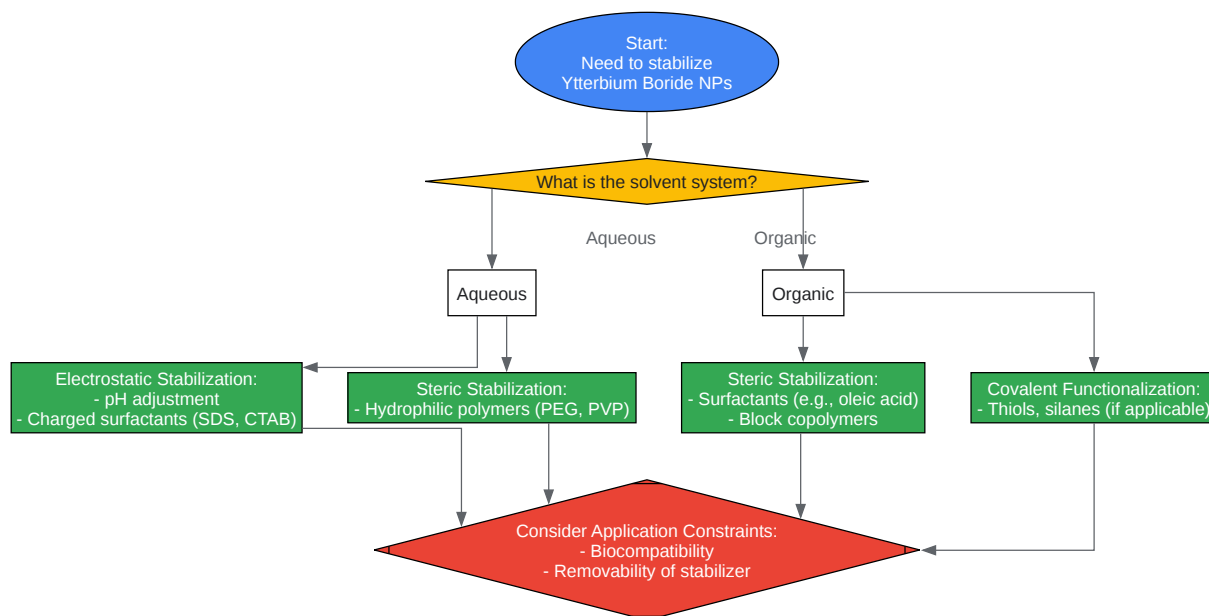 Start:
Need to stabilize
Ytterbium Boride NPs
What is the solvent system?
Aqueous
Organic
Aqueous
Organic
Electrostatic Stabilization:
- pH adjustment
- Charged surfactants (SDS, CTAB)
Steric Stabilization:
- Hydrophilic polymers (PEG, PVP)
Steric Stabilization:
- Surfactants (e.g., oleic acid)
- Block copolymers
Covalent Functionalization:
- Thiols, silanes (if applicable)
Consider Application Constraints:
- Biocompatibility
- Removability of stabilizer